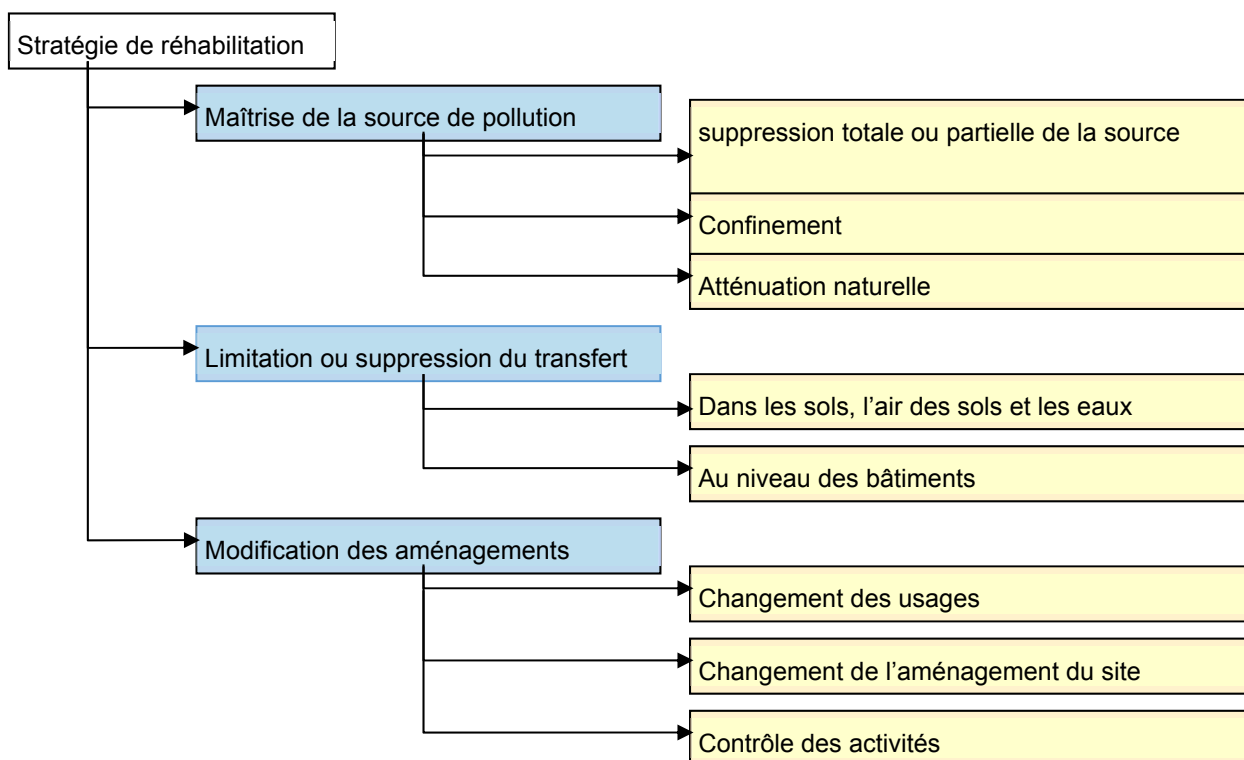 Stratégie de réhabilitation
Maîtrise de la source de pollution
suppression totale ou partielle de la source
Confinement
Atténuation naturelle
Limitation ou suppression du transfert
Dans les sols, l’air des sols et les eaux
Au niveau des bâtiments
Modification des aménagements
Changement des usages
Changement de l’aménagement du site
Contrôle des activités